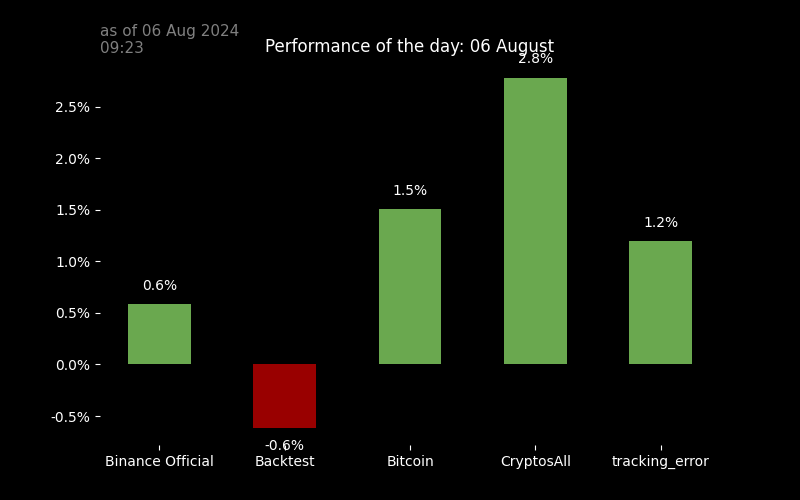 as of 06 Aug 2024
09:23
Performance of the day: 06 August
2.8%
2.5%
2.0%
1.5%
1.5%
1.2%
1.0%
0.6%
0.5%
0.0%
-0.5%
-0.6%
Binance Official
Backtest
Bitcoin
CryptosAll
tracking_error